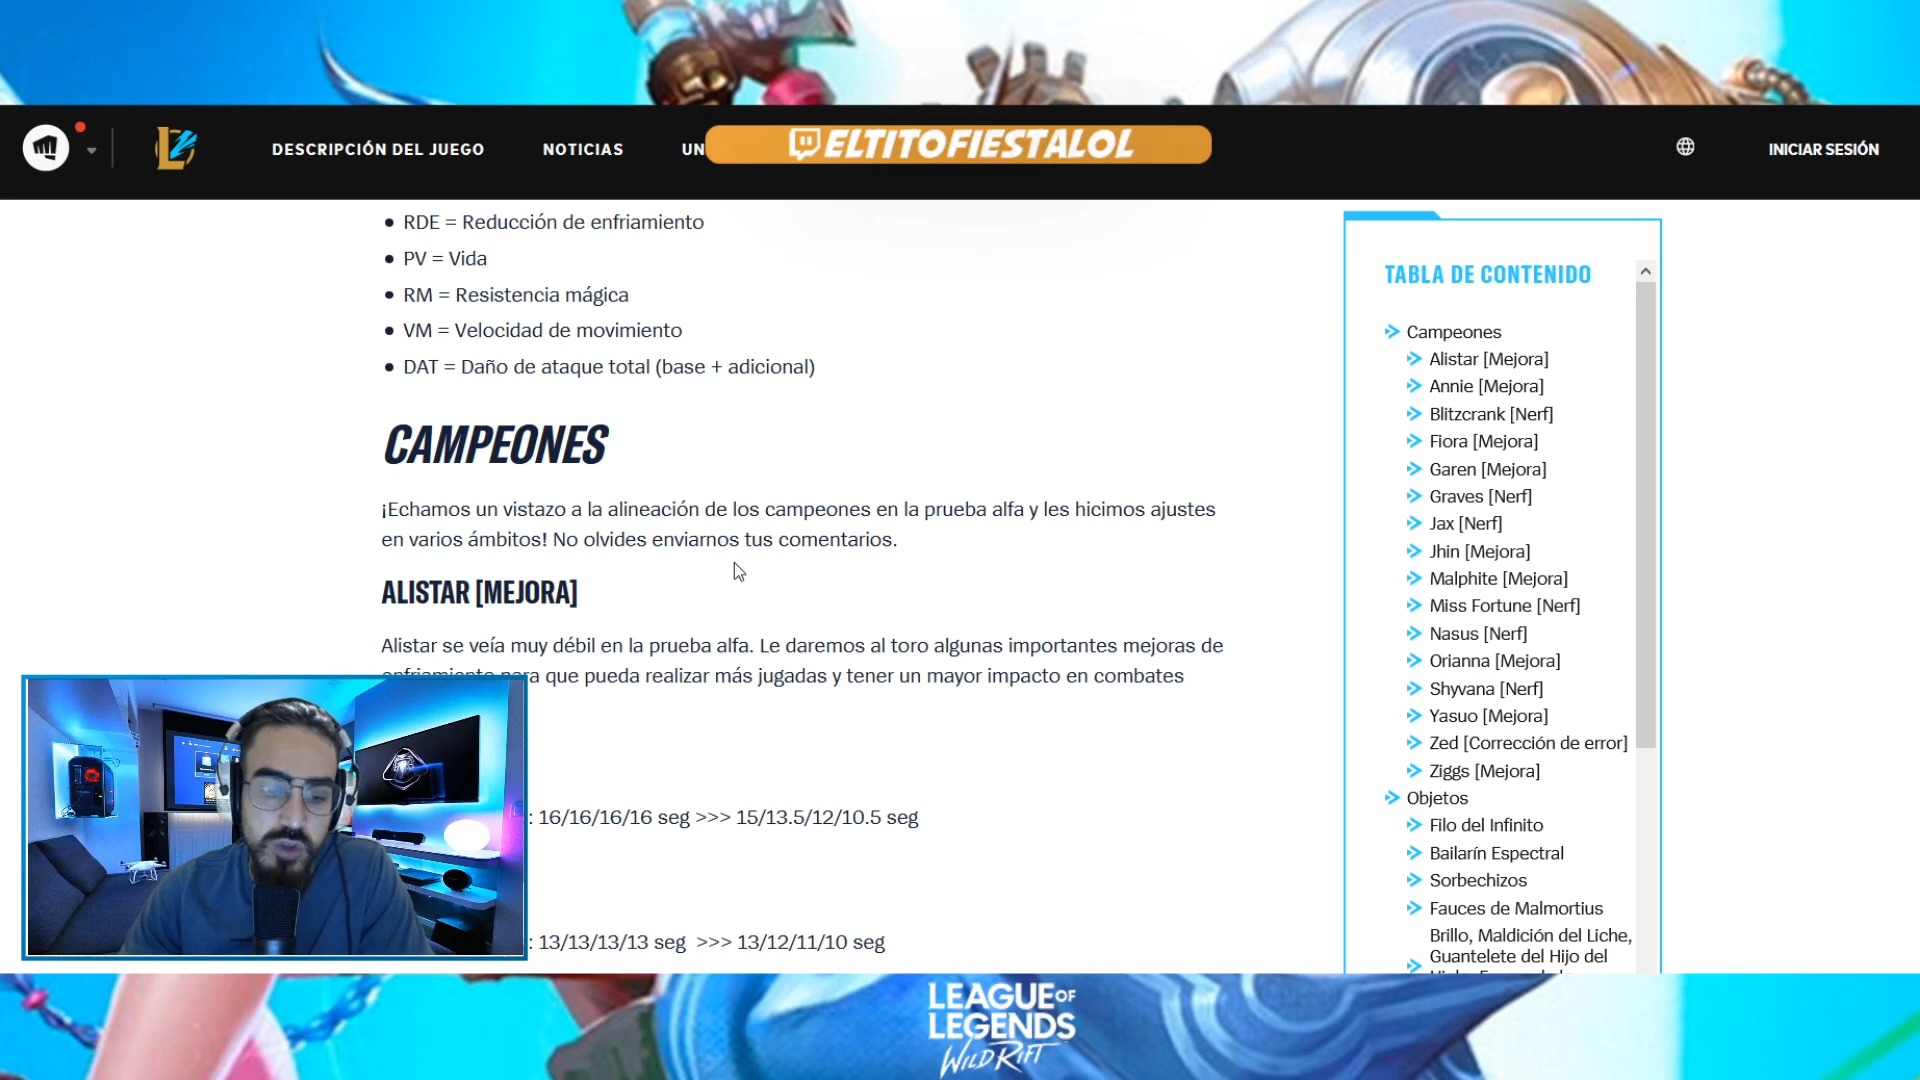 DESCRIPCIÓN DEL JUEGO
NOTICIAS
UN
ELTITOFIESTALOL
INICIAR SESIÓN
RDE = Reducción de enfriamiento
PV = Vida
RM = Resistencia mágica
VM = Velocidad de movimiento
DAT = Daño de ataque total (base + adicional)
CAMPEONES
¡Echamos un vistazo a la alineación de los campeones en la prueba alfa y les hicimos ajustes
en varios ámbitos! No olvides enviarnos tus comentarios.
ALISTAR [MEJORA]
Alistar se veía muy débil en la prueba alfa. Le daremos al toro algunas importantes mejoras de
enfriamiento para que pueda realizar más jugadas y tener un mayor impacto en combates
: 16/16/16/16 seg >>> 15/13.5/12/10.5 seg
: 13/13/13/13 seg >>> 13/12/11/10 seg
TABLA DE CONTENIDO
Campeones
Alistar [Mejora]
Annie [Mejora]
Blitzcrank [Nerf]
Fiora [Mejora]
Garen [Mejora]
Graves [Nerf]
Jax [Nerf]
Jhin [Mejora]
Malphite [Mejora]
Miss Fortune [Nerf]
Nasus [Nerf]
Orianna [Mejora]
Shyvana [Nerf]
Yasuo [Mejora]
Zed [Corrección de error]
Ziggs [Mejora]
Objetos
Filo del Infinito
Bailarín Espectral
Sorbechizos
Fauces de Malmortius
Brillo, Maldición del Liche,
Guantelete del Hijo del
LEAGUE OF
LEGENDS
WILD RIFT